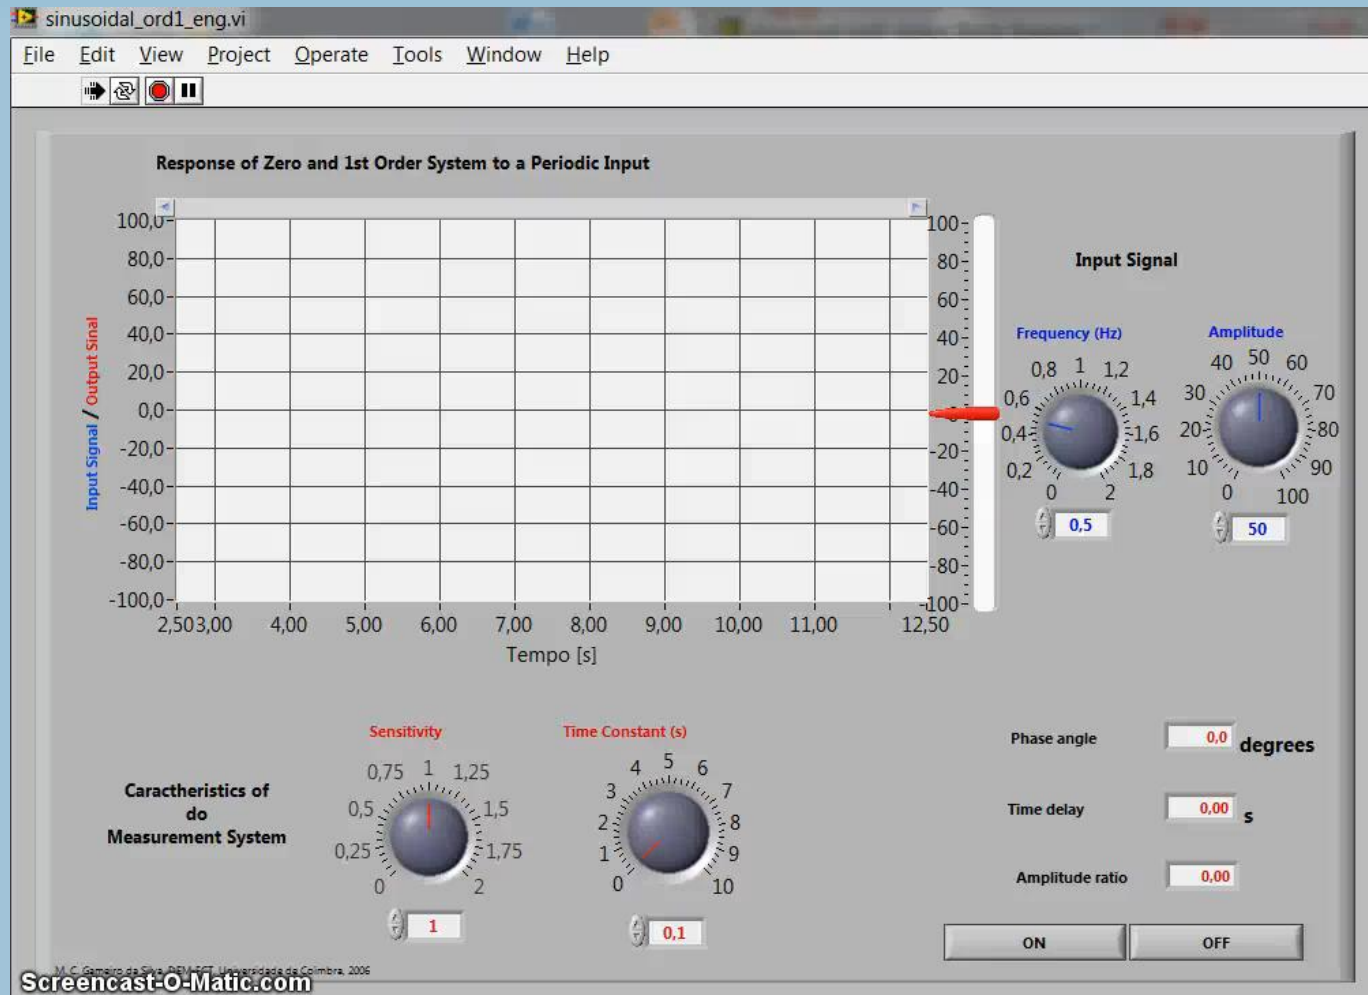 sinusoidal_ord1_eng.vi
File Edit View Project Operate Tools Window Help
Response of Zero and 1st Order System to a Periodic Input
Input Signal / Output Sinal
100,0
80,0
60,0
40,0
20,0
0,0
-20,0
-40,0
-60,0
-80,0
-100,0
2,50 3,00 4,00 5,00 6,00 7,00 8,00 9,00 10,00 11,00 12,50
Tempo [s]
100
80
60
40
20
-20
-40
-60
-80
-100
Input Signal
Frequency (Hz)
0 0,2 0,4 0,6 0,8 1 1,2 1,4 1,6 1,8 2
0,5
Amplitude
0 10 20 30 40 50 60 70 80 90 100
50
Caractheristics of
do
Measurement System
Sensitivity
0 0,25 0,5 0,75 1 1,25 1,5 1,75 2
1
Time Constant (s)
0 1 2 3 4 5 6 7 8 9 10
0,1
Phase angle 0,0 degrees
Time delay 0,00 s
Amplitude ratio 0,00
ON OFF
M. C. Gameiro da Silva, DEM-FCT, Universidade de Coimbra, 2006
Screencast-O-Matic.com